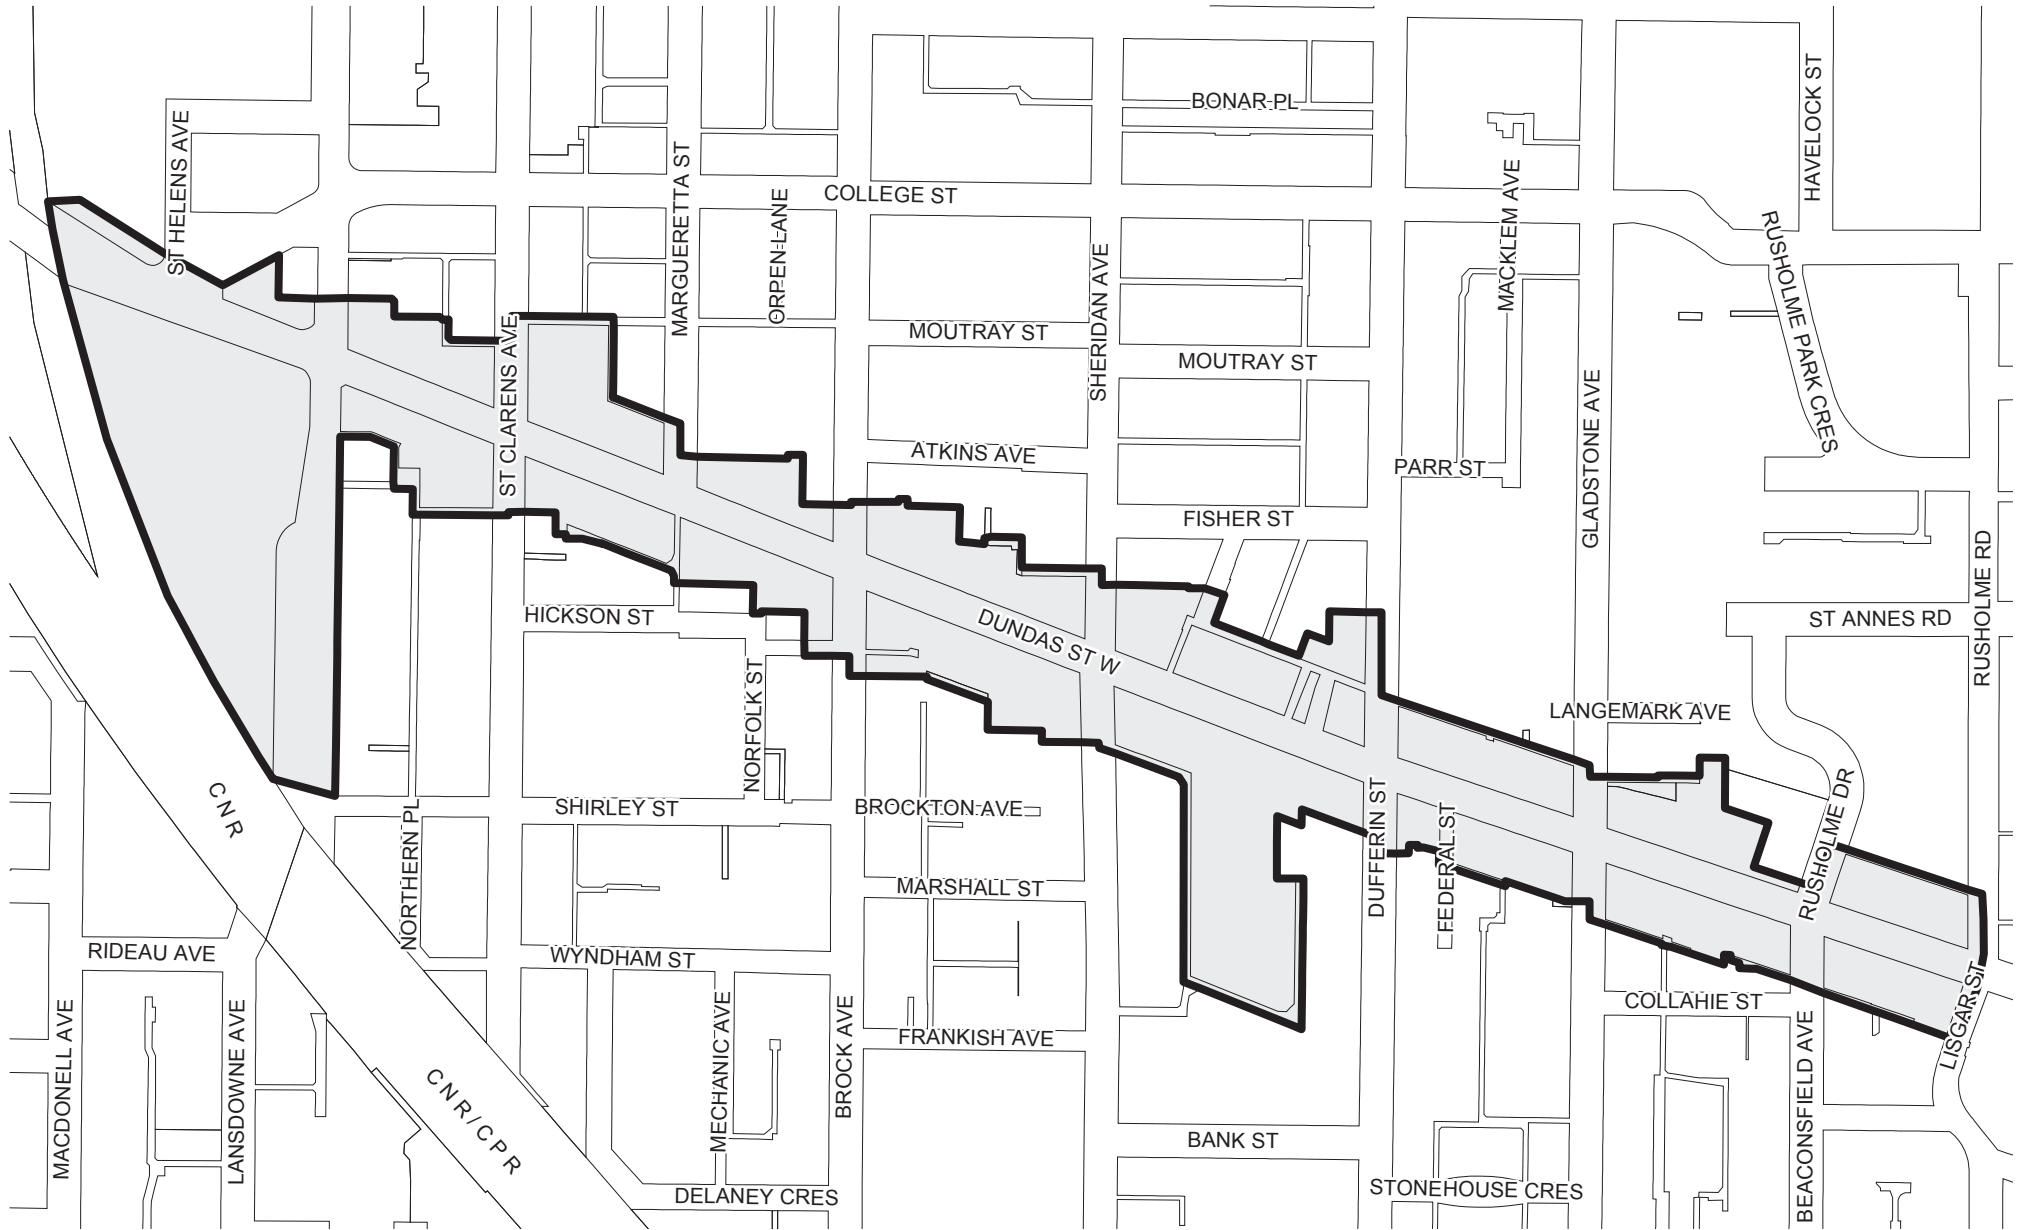 BONAR PL
HAVELOCK ST
ST HELENS AVE
MARGUERETTA ST
COLLEGE ST
ORPEN LANE
MACKLEM AVE
RUSHOLME PARK CRES
SHERIDAN AVE
MOUTRAY ST
MOUTRAY ST
ST CLARENS AVE
GLADSTONE AVE
ATKINS AVE
PARR ST
FISHER ST
RUSHOLME RD
HICKSON ST
DUNDAS ST W
ST ANNES RD
NORFOLK ST
LANGEMARK AVE
CNR
SHIRLEY ST
BROCKTON AVE
DUFFERIN ST
FEDERAL ST
RUSHOLME DR
NORTHERN PL
MARSHALL ST
RIDEAU AVE
WYNDHAM ST
COLLAHIE ST
LISGAR ST
MACDONELL AVE
LANSDOWNE AVE
MECHANIC AVE
BROCK AVE
FRANKISH AVE
BEACONSFIELD AVE
CNR/CPR
BANK ST
DELANEY CRES
STONEHOUSE CRES